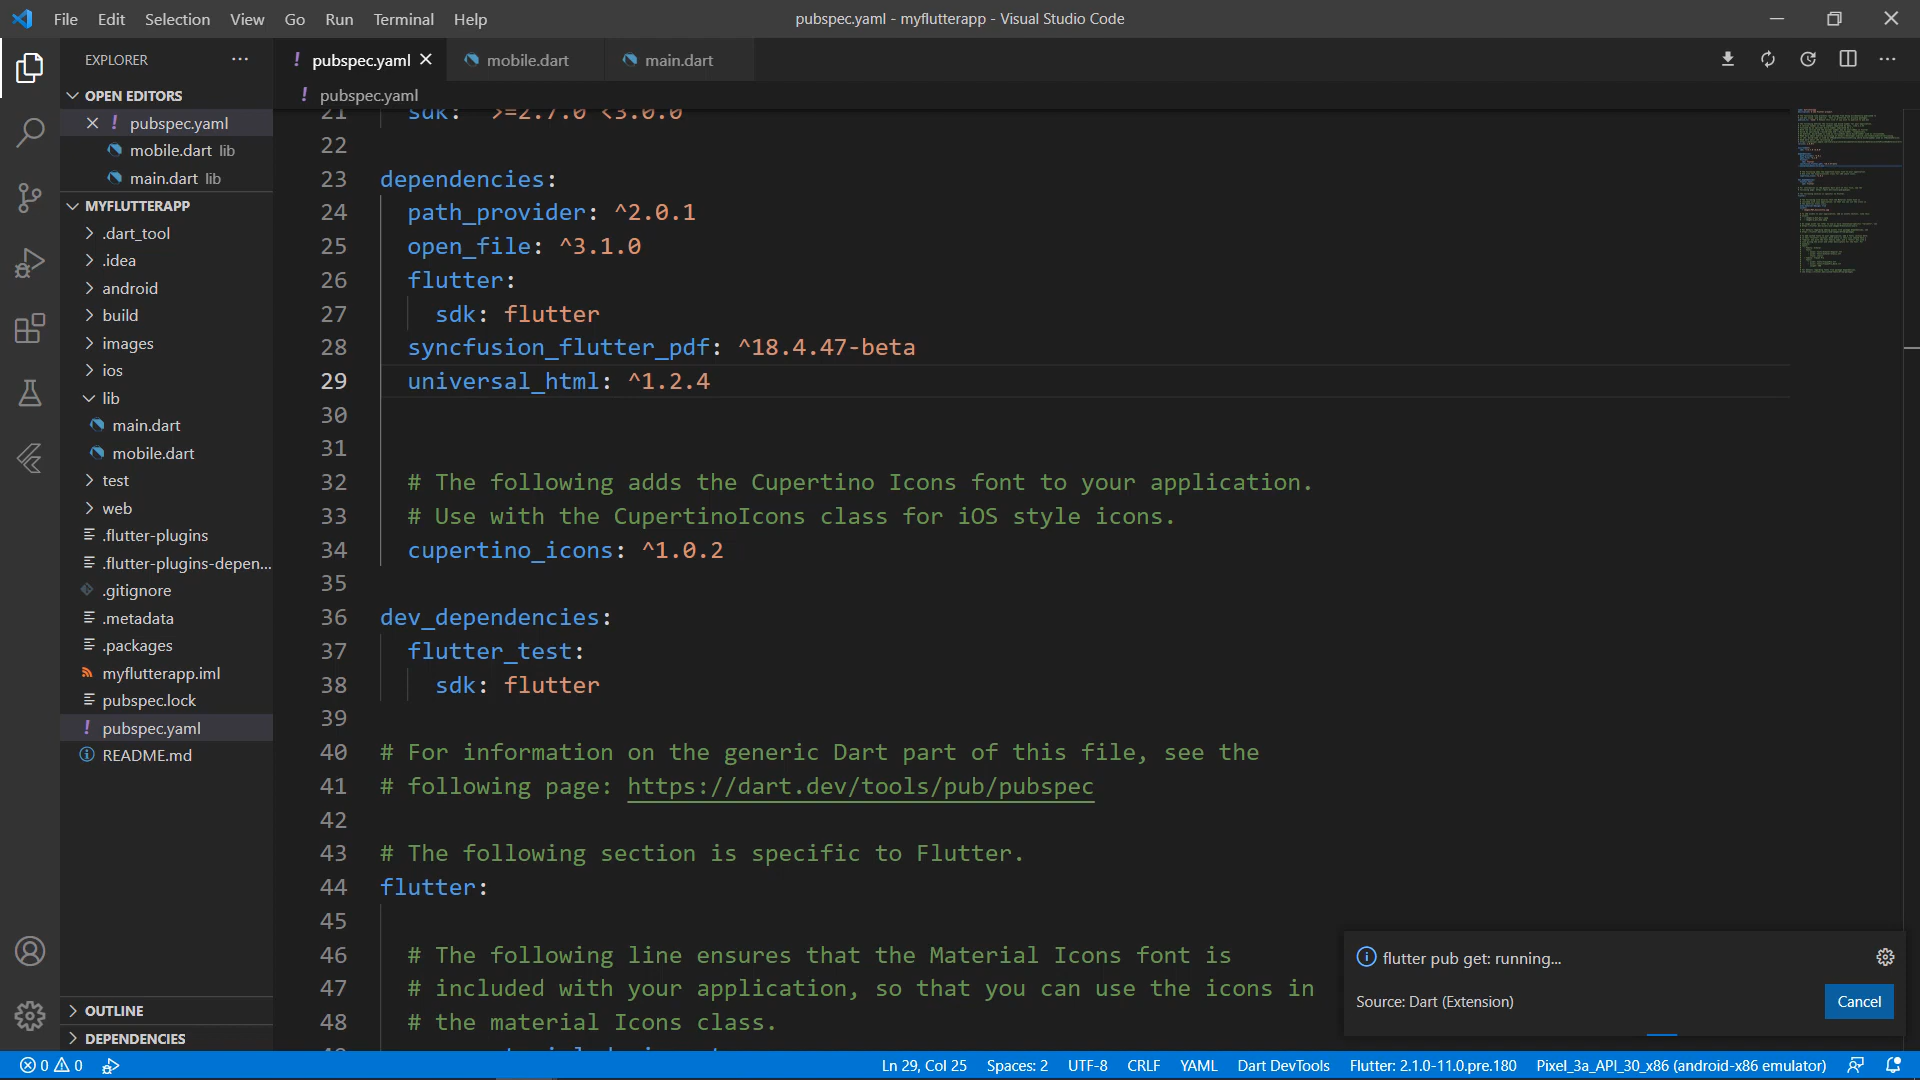 File Edit Selection View Go Run Terminal Help
pubspec.yaml - myflutterapp - Visual Studio Code
EXPLORER
pubspec.yaml
mobile.dart
main.dart
OPEN EDITORS
pubspec.yaml
mobile.dart lib
main.dart lib
MYFLUTTERAPP
.dart_tool
.idea
android
build
images
ios
lib
main.dart
mobile.dart
test
web
.flutter-plugins
.flutter-plugins-depen...
.gitignore
.metadata
.packages
myflutterapp.iml
pubspec.lock
pubspec.yaml
README.md
OUTLINE
DEPENDENCIES
! pubspec.yaml
21 sdk: ">=2.7.0 <3.0.0"
22
23 dependencies:
24 path_provider: ^2.0.1
25 open_file: ^3.1.0
26 flutter:
27 sdk: flutter
28 syncfusion_flutter_pdf: ^18.4.47-beta
29 universal_html: ^1.2.4
30
31
32 # The following adds the Cupertino Icons font to your application.
33 # Use with the CupertinoIcons class for iOS style icons.
34 cupertino_icons: ^1.0.2
35
36 dev_dependencies:
37 flutter_test:
38 sdk: flutter
39
40 # For information on the generic Dart part of this file, see the
41 # following page: https://dart.dev/tools/pub/pubspec
42
43 # The following section is specific to Flutter.
44 flutter:
45
46 # The following line ensures that the Material Icons font is
47 # included with your application, so that you can use the icons in
48 # the material Icons class.
flutter pub get: running...
Source: Dart (Extension)
Cancel
0 0
Ln 29, Col 25 Spaces: 2 UTF-8 CRLF YAML Dart DevTools Flutter: 2.1.0-11.0.pre.180 Pixel_3a_API_30_x86 (android-x86 emulator)